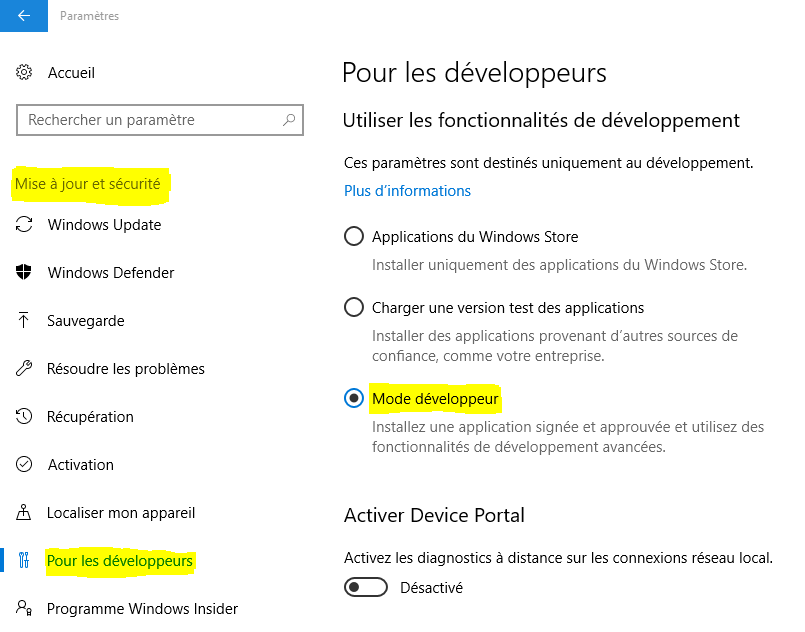 Paramètres
Accueil
Rechercher un paramètre
Mise à jour et sécurité
Windows Update
Windows Defender
Sauvegarde
Résoudre les problèmes
Récupération
Activation
Localiser mon appareil
Pour les développeurs
Programme Windows Insider
Pour les développeurs
Utiliser les fonctionnalités de développement
Ces paramètres sont destinés uniquement au développement.
Plus d’informations
Applications du Windows Store
Installer uniquement des applications du Windows Store.
Charger une version test des applications
Installer des applications provenant d’autres sources de
confiance, comme votre entreprise.
Mode développeur
Installez une application signée et approuvée et utilisez des
fonctionnalités de développement avancées.
Activer Device Portal
Activez les diagnostics à distance sur les connexions réseau local.
Désactivé